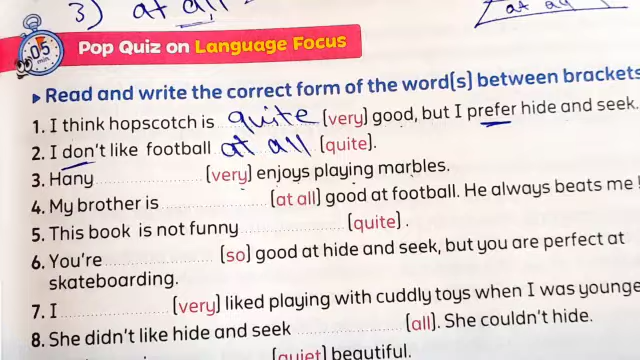 3) at all
at all
05
min.
Pop Quiz on Language Focus
▸ Read and write the correct form of the word(s) between brackets
1. I think hopscotch is quite (very) good, but I prefer hide and seek.
2. I don't like football at all (quite).
3. Hany .......... (very) enjoys playing marbles.
4. My brother is .......... (at all) good at football. He always beats me !
5. This book is not funny .......... (quite).
6. You're .......... (so) good at hide and seek, but you are perfect at
skateboarding.
7. I .......... (very) liked playing with cuddly toys when I was younge
8. She didn't like hide and seek .......... (all). She couldn't hide.
(quiet) beautiful.